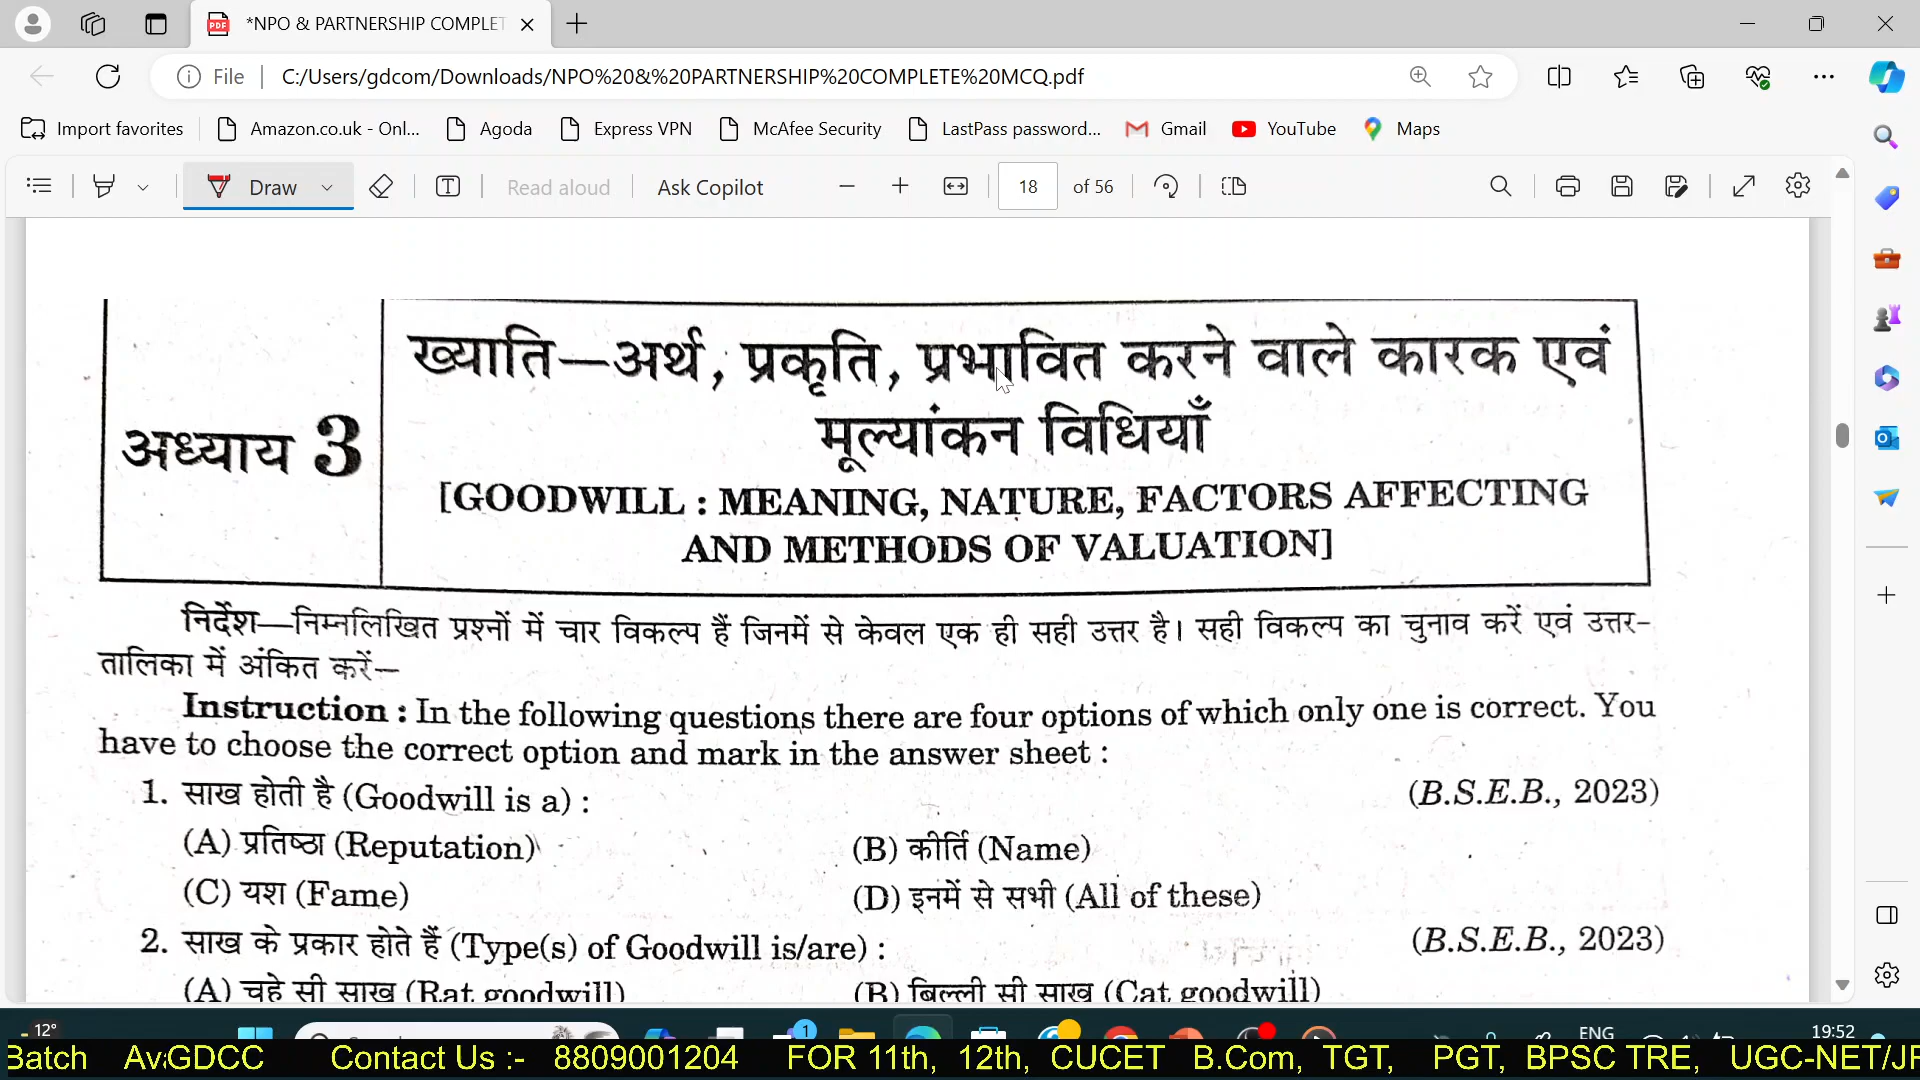 *NPO & PARTNERSHIP COMPLET
File C:/Users/gdcom/Downloads/NPO%20&%20PARTNERSHIP%20COMPLETE%20MCQ.pdf
Import favorites Amazon.co.uk - Onl... Agoda Express VPN McAfee Security LastPass password... Gmail YouTube Maps
Draw Read aloud Ask Copilot 18 of 56
ख्याति—अर्थ, प्रकृति, प्रभावित करने वाले कारक एवं
मूल्यांकन विधियाँ
अध्याय 3
[GOODWILL : MEANING, NATURE, FACTORS AFFECTING
AND METHODS OF VALUATION]
निर्देश—निम्नलिखित प्रश्नों में चार विकल्प हैं जिनमें से केवल एक ही सही उत्तर है। सही विकल्प का चुनाव करें एवं उत्तर-
तालिका में अंकित करें—
Instruction : In the following questions there are four options of which only one is correct. You
have to choose the correct option and mark in the answer sheet :
1. साख होती है (Goodwill is a) : (B.S.E.B., 2023)
(A) प्रतिष्ठा (Reputation) (B) कीर्ति (Name)
(C) यश (Fame) (D) इनमें से सभी (All of these)
2. साख के प्रकार होते हैं (Type(s) of Goodwill is/are) : (B.S.E.B., 2023)
(A) चूहे सी साख (Rat goodwill) (B) बिल्ली सी साख (Cat goodwill)
12° 1 ENG 19:52
Batch Av GDCC Contact Us :- 8809001204 FOR 11th, 12th, CUCET B.Com, TGT, PGT, BPSC TRE, UGC-NET/JR